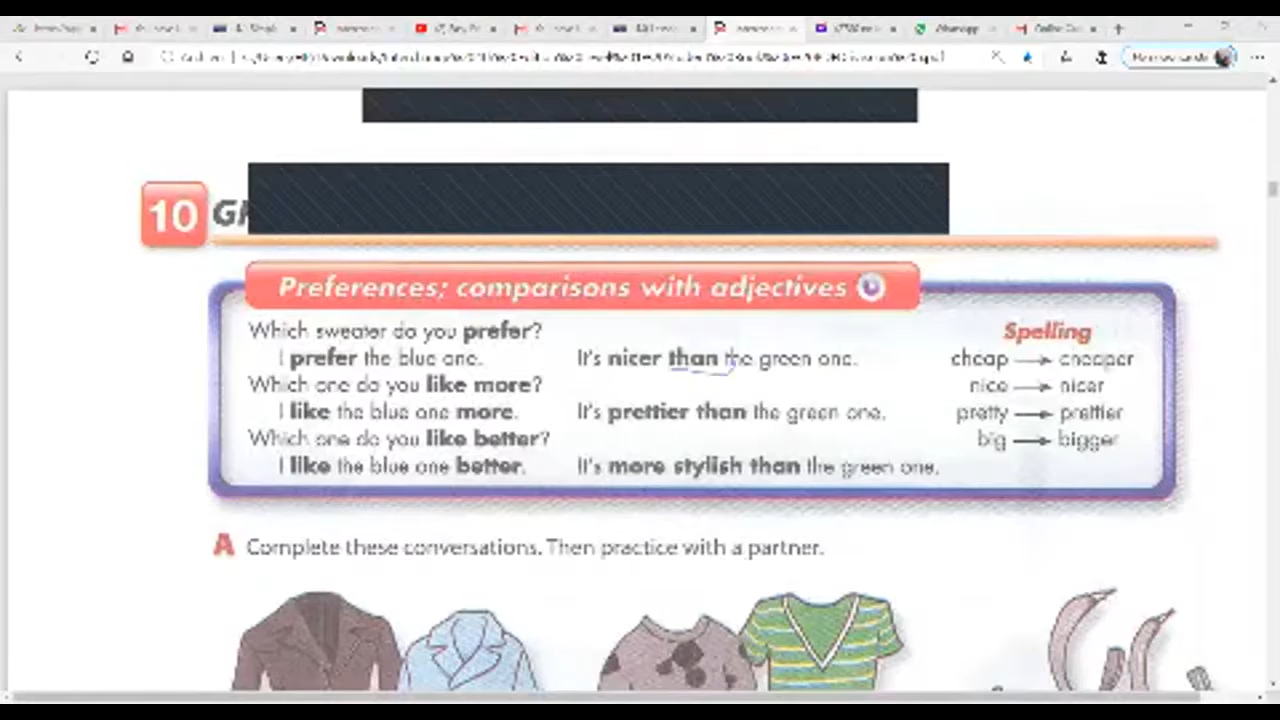 10
Preferences; comparisons with adjectives
Which sweater do you prefer?
I prefer the blue one. It's nicer than the green one.
Which one do you like more?
I like the blue one more. It's prettier than the green one.
Which one do you like better?
I like the blue one better. It's more stylish than the green one.
Spelling
cheap → cheaper
nice → nicer
pretty → prettier
big → bigger
A Complete these conversations. Then practice with a partner.